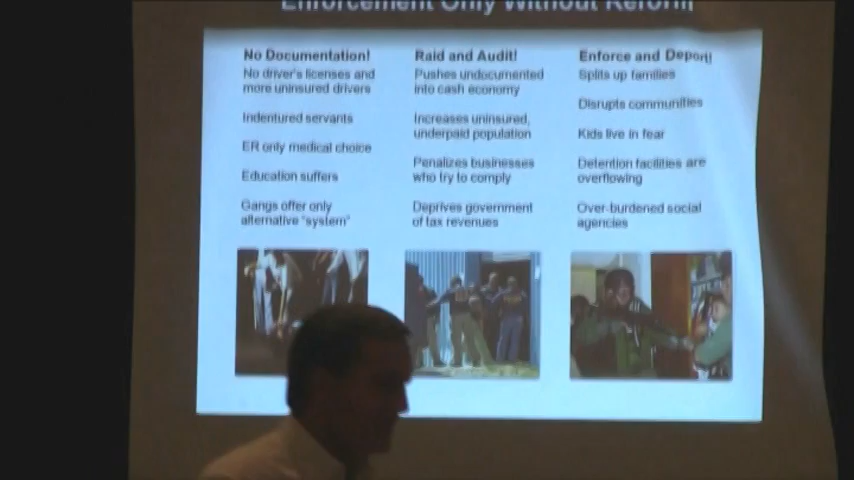 Enforcement Only Without Reform
No Documentation!
No driver's licenses and
more uninsured drivers
Indentured servants
ER only medical choice
Education suffers
Gangs offer only
alternative "system"
Raid and Audit!
Pushes undocumented
into cash economy
Increases uninsured,
underpaid population
Penalizes businesses
who try to comply
Deprives government
of tax revenues
Enforce and Deport!
Splits up families
Disrupts communities
Kids live in fear
Detention facilities are
overflowing
Over-burdened social
agencies